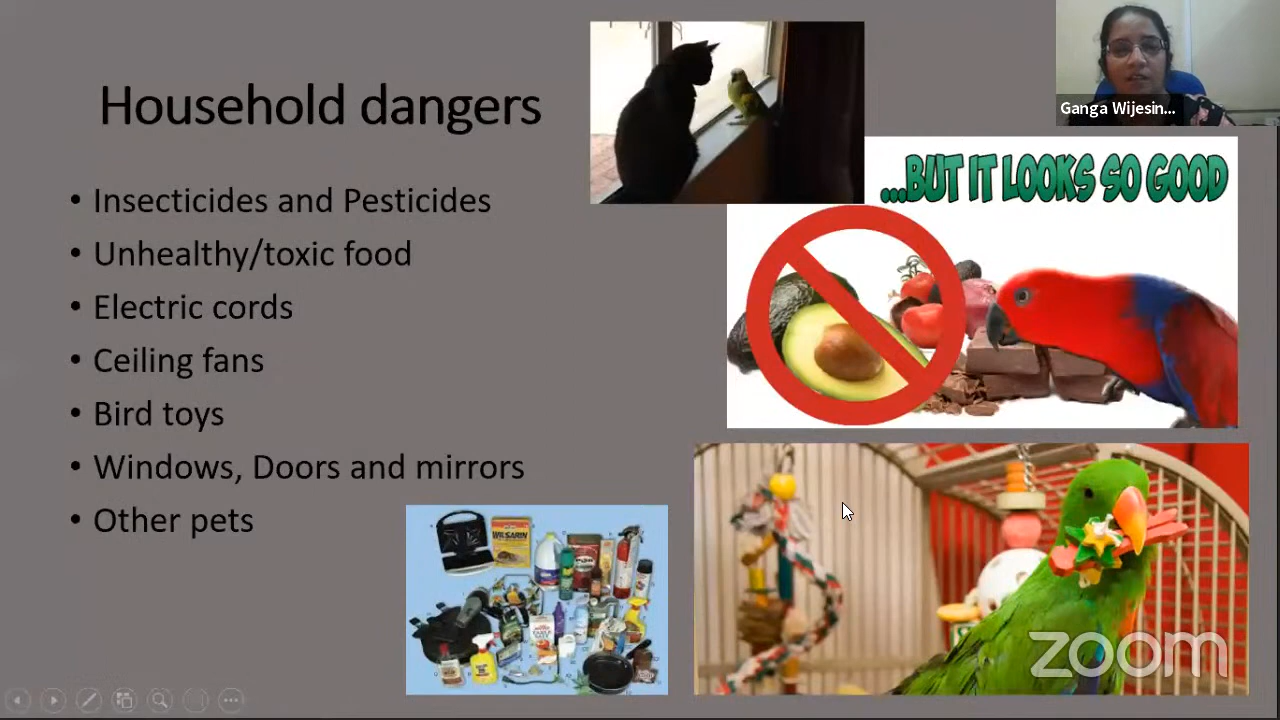 Household dangers
Ganga Wijesin...
...BUT IT LOOKS SO GOOD
• Insecticides and Pesticides
• Unhealthy/toxic food
• Electric cords
• Ceiling fans
• Bird toys
• Windows, Doors and mirrors
• Other pets
zoom